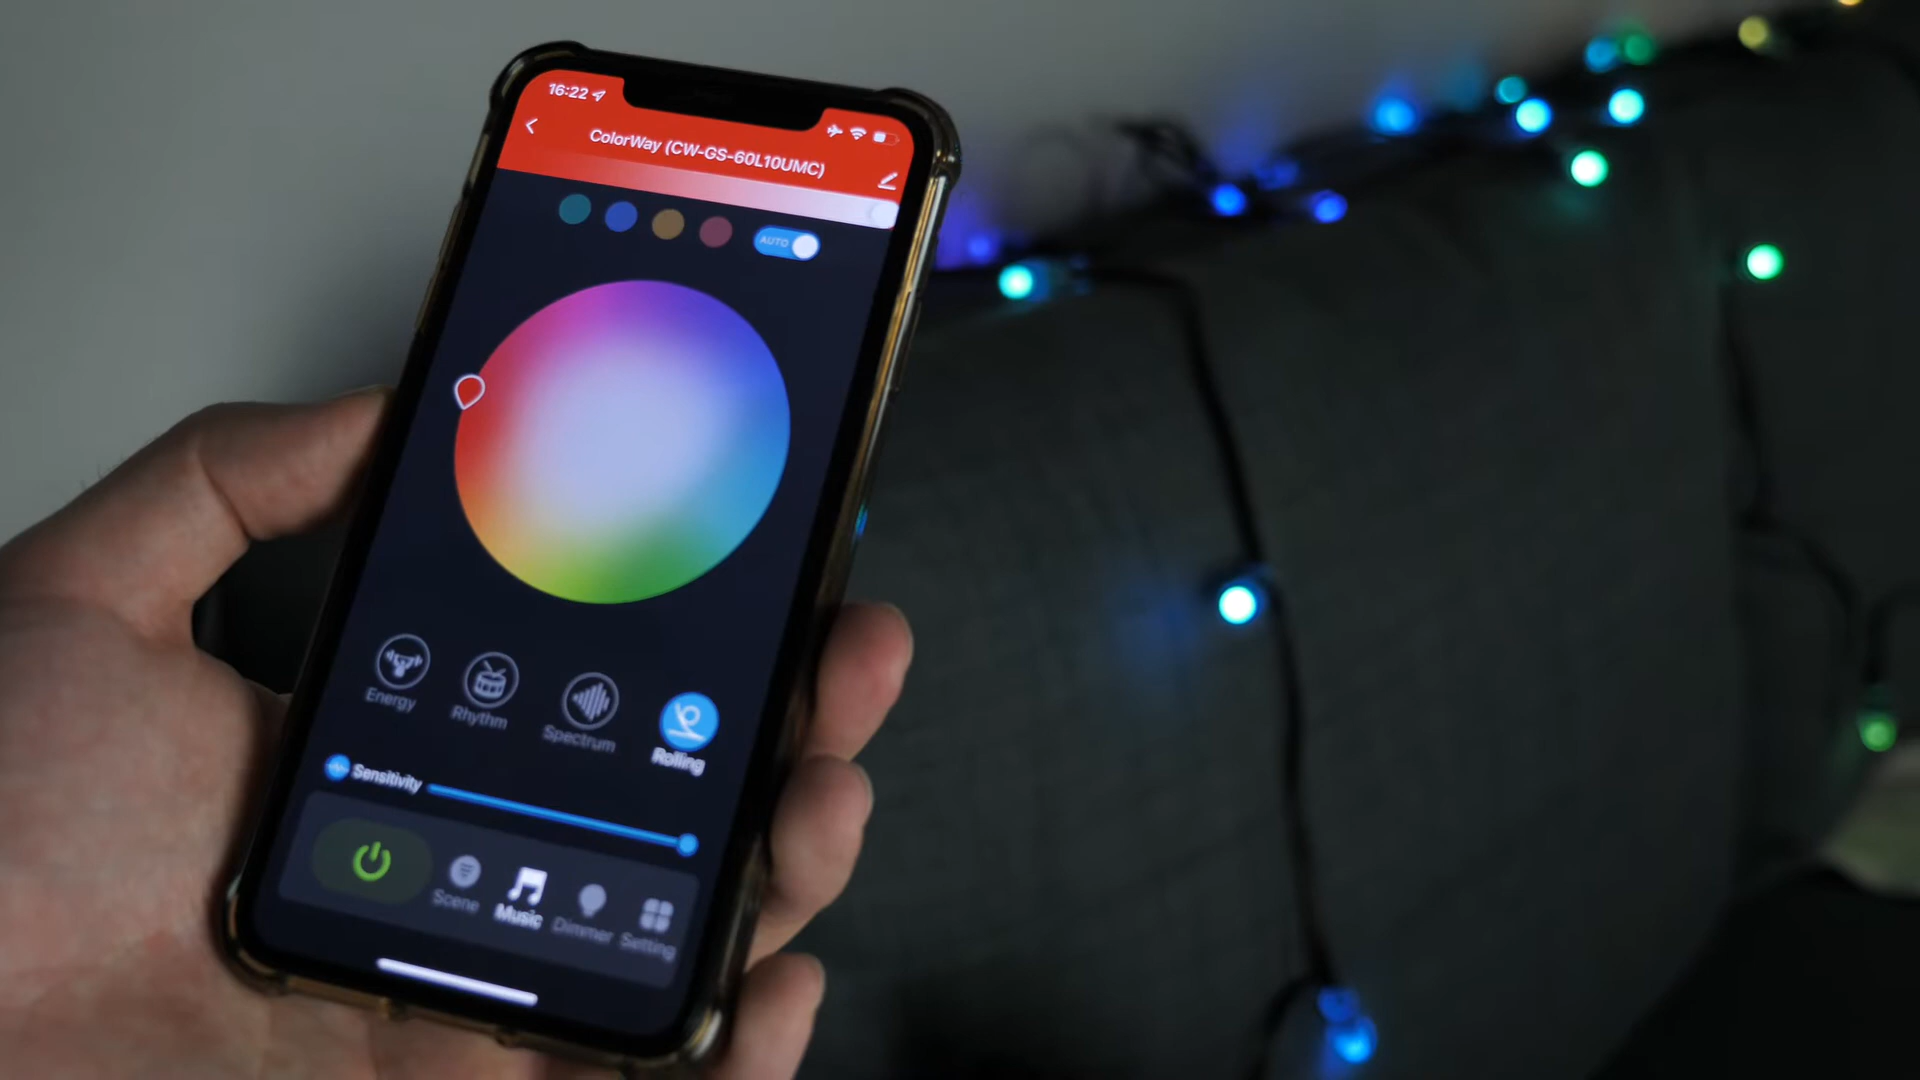 16:22
ColorWay (CW-GS-60L10UMC)
AUTO
Energy
Rhythm
Spectrum
Rolling
Sensitivity
Scene
Music
Dimmer
Setting